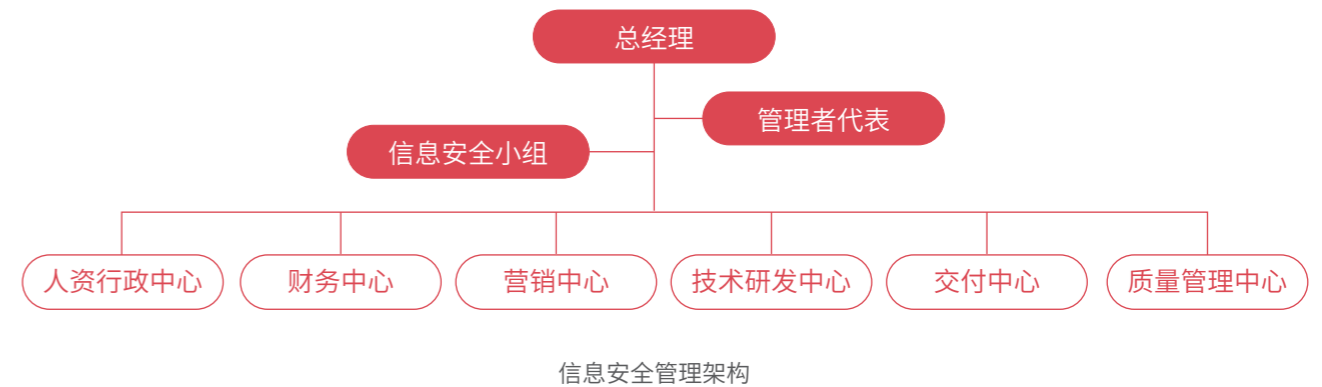 总经理
管理者代表
信息安全小组
人资行政中心
财务中心
营销中心
技术研发中心
交付中心
质量管理中心
信息安全管理架构